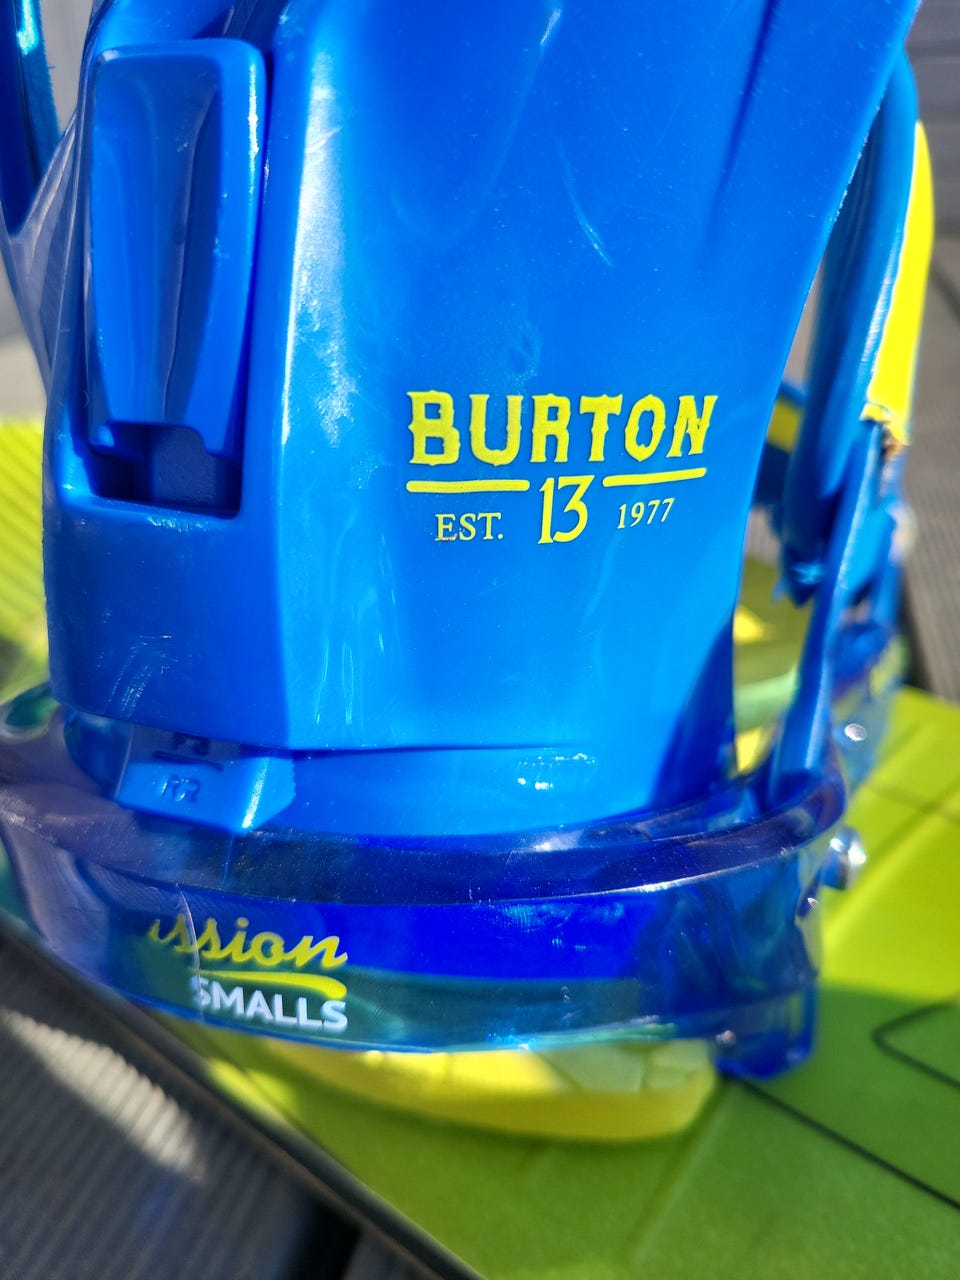 BURTON
EST. 13 1977
ission
SMALLS